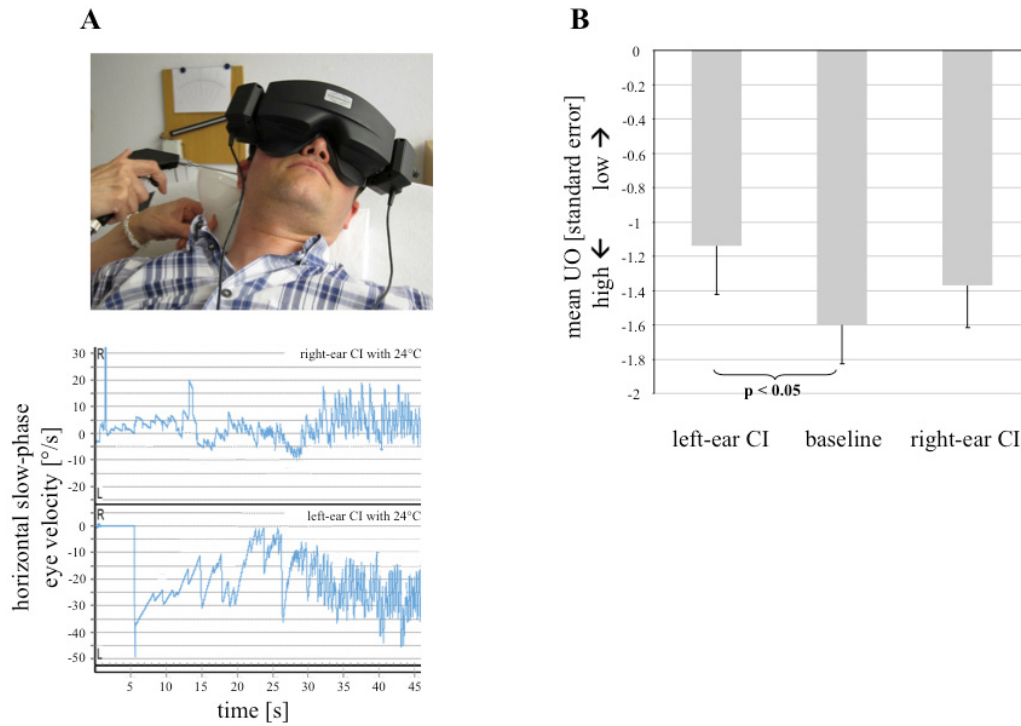 A
R
right-ear CI with 24°C
30
20
10
0
-10
-20
L
R
left-ear CI with 24°C
0
-10
-20
-30
-40
-50
L
horizontal slow-phase
eye velocity [°/s]
5 10 15 20 25 30 35 40 45
time [s]
B
0
-0.2
-0.4
-0.6
-0.8
-1
-1.2
-1.4
-1.6
-1.8
-2
mean UO [standard error]
high ← low →
p < 0.05
left-ear CI baseline right-ear CI